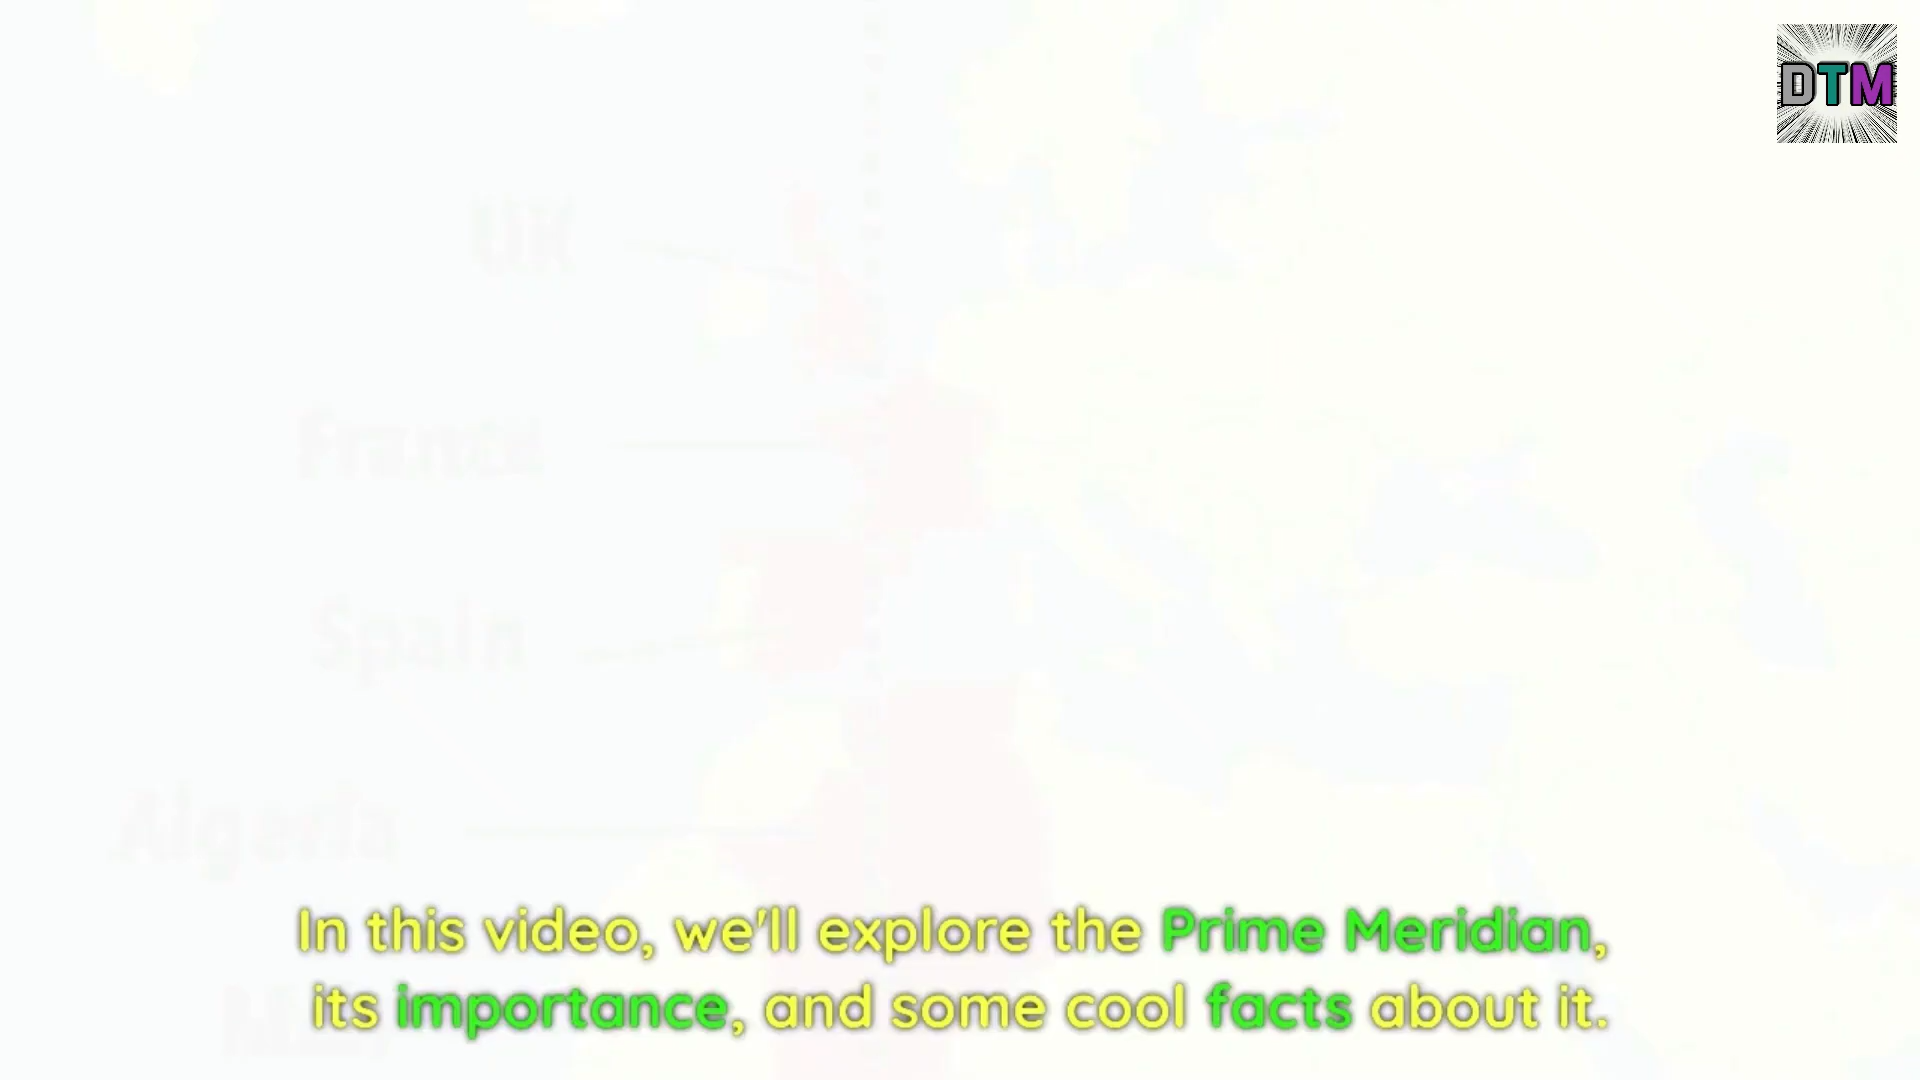 DTM
UK
France
Spain
Algeria
In this video, we'll explore the Prime Meridian,
its importance, and some cool facts about it.